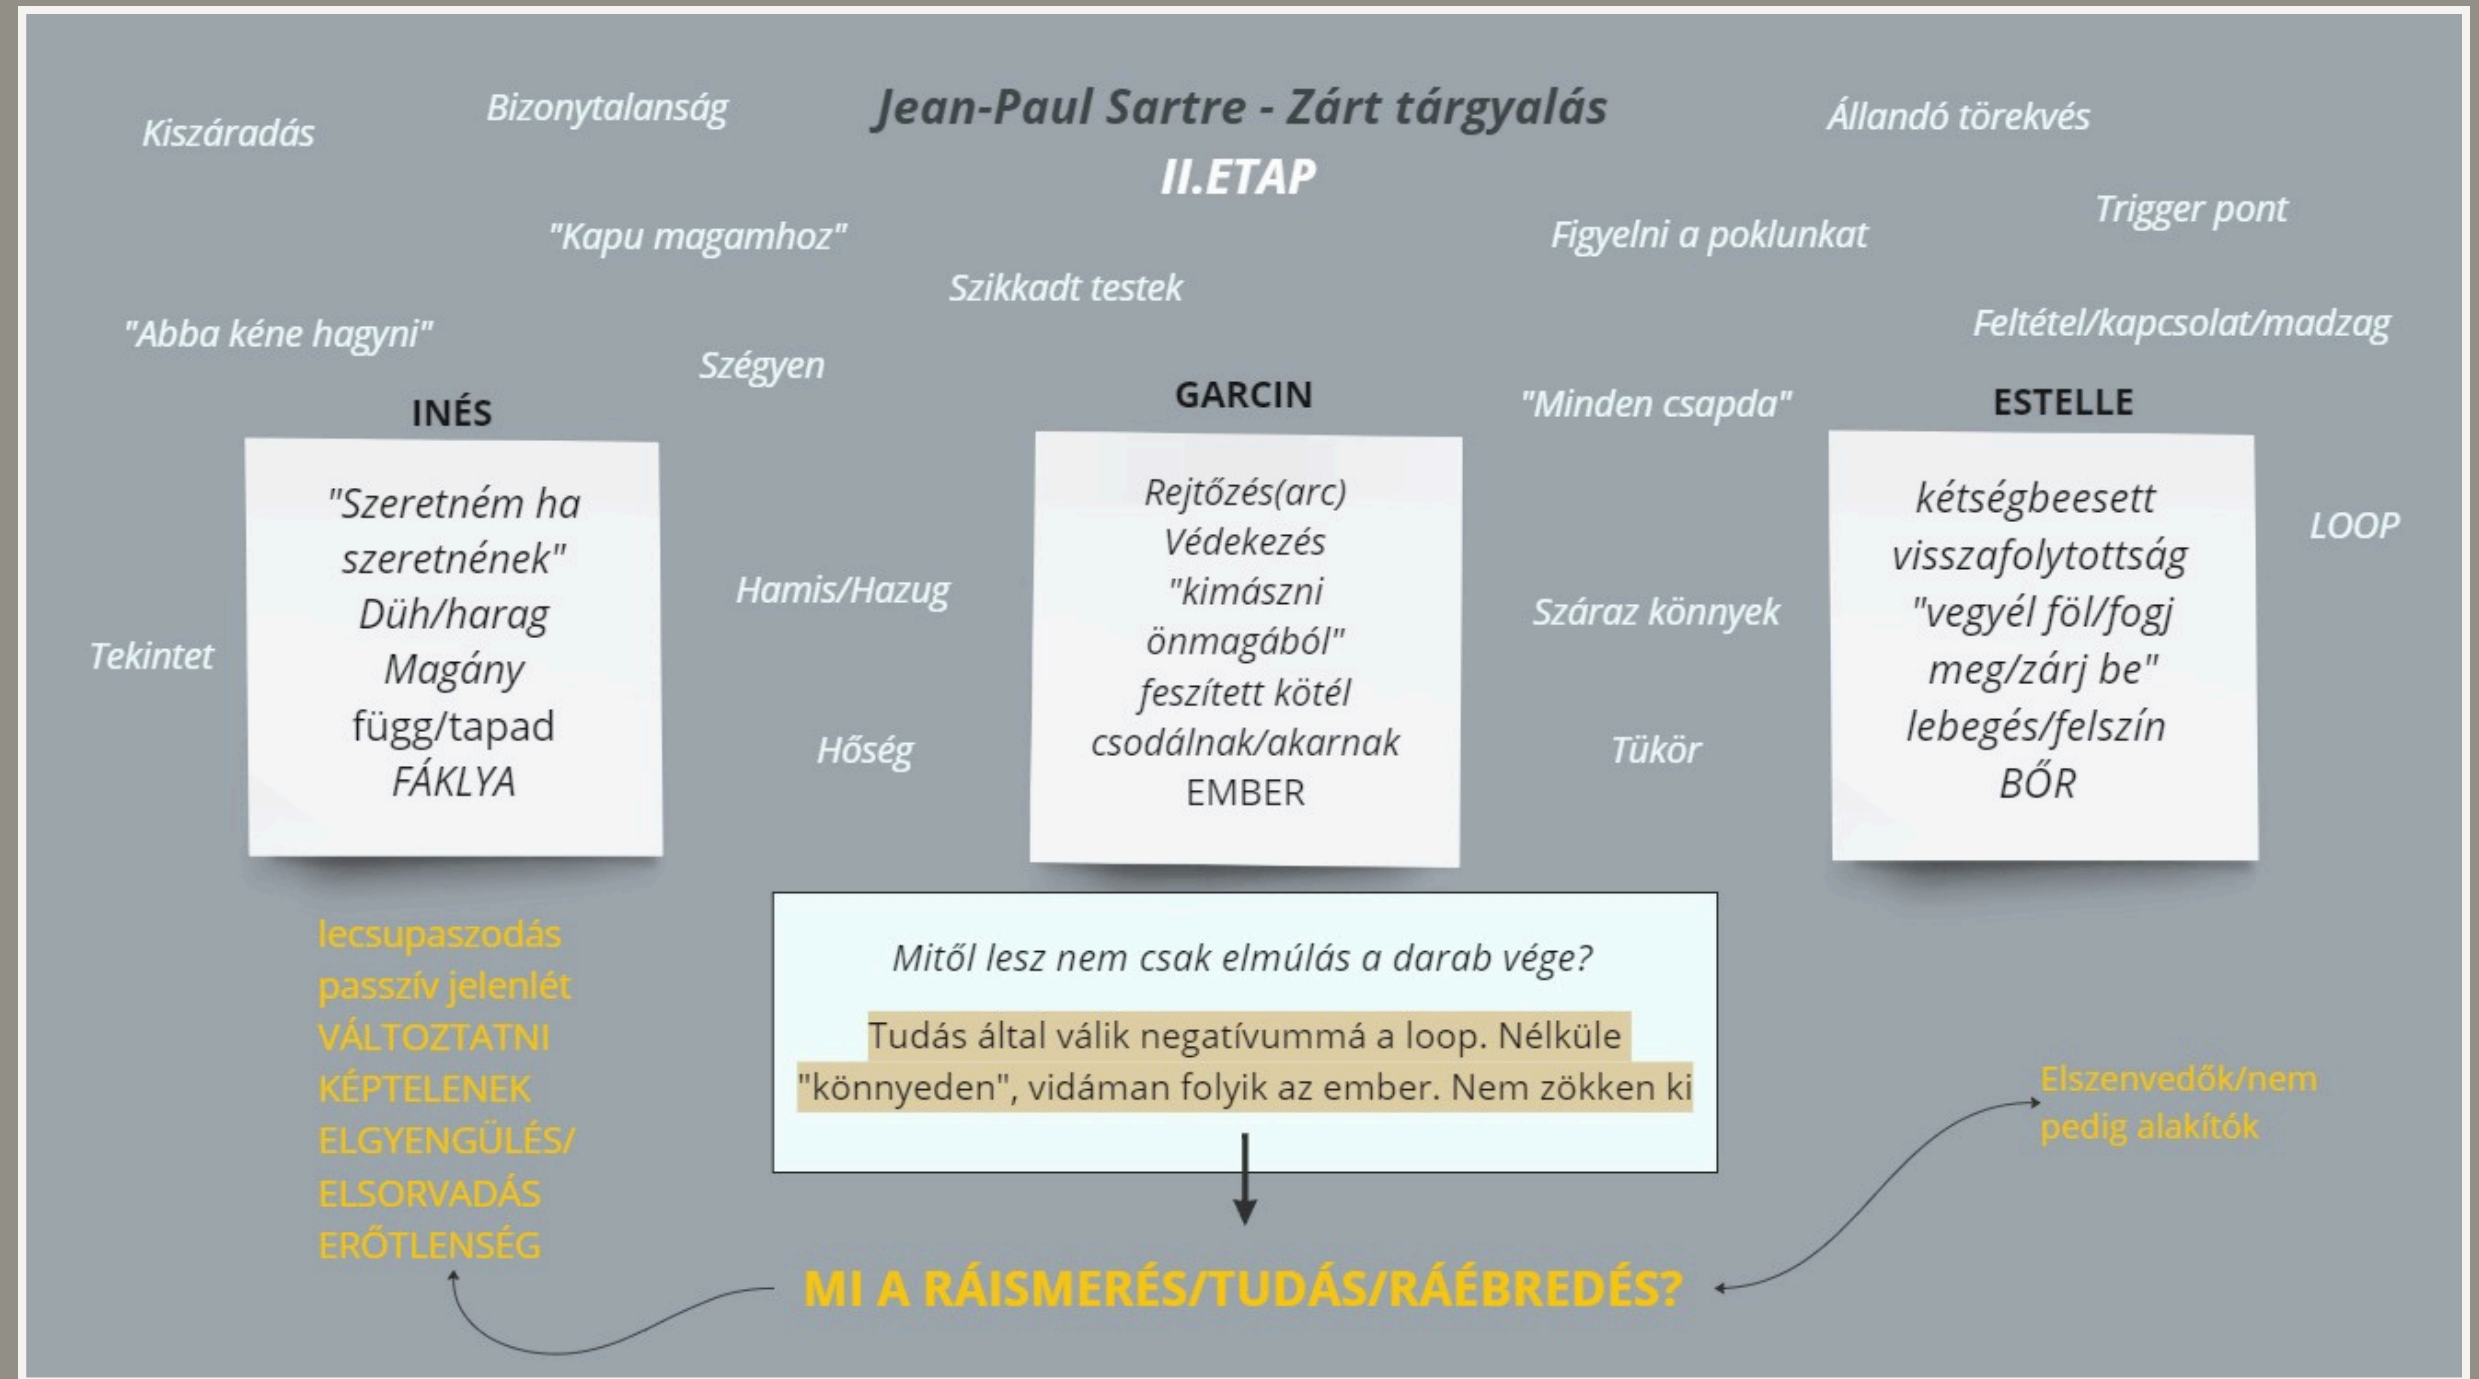 Jean-Paul Sartre - Zárt tárgyalás
II.ETAP
Kiszáradás
Bizonytalanság
Állandó törekvés
Trigger pont
"Kapu magamhoz"
Figyelni a poklunkat
Szikkadt testek
"Abba kéne hagyni"
Feltétel/kapcsolat/madzag
Szégyen
"Minden csapda"
INÉS
"Szeretném ha
szeretnének"
Düh/harag
Magány
függ/tapad
FÁKLYA
Tekintet
Hamis/Hazug
Hőség
GARCIN
Rejtőzés(arc)
Védekezés
"kimászni
önmagából"
feszített kötél
csodálnak/akarnak
EMBER
Száraz könnyek
Tükör
ESTELLE
kétségbeesett
visszafolytottság
"vegyél föl/fogj
meg/zárj be"
lebegés/felszín
BŐR
LOOP
lecsupaszodás
passzív jelenlét
VÁLTOZTATNI
KÉPTELENEK
ELGYENGÜLÉS/
ELSORVADÁS
ERŐTLENSÉG
Mitől lesz nem csak elmúlás a darab vége?
Tudás által válik negatívummá a loop. Nélküle
"könnyeden", vidáman folyik az ember. Nem zökken ki
Elszenvedők/nem
pedig alakítók
MI A RÁISMERÉS/TUDÁS/RÁÉBREDÉS?